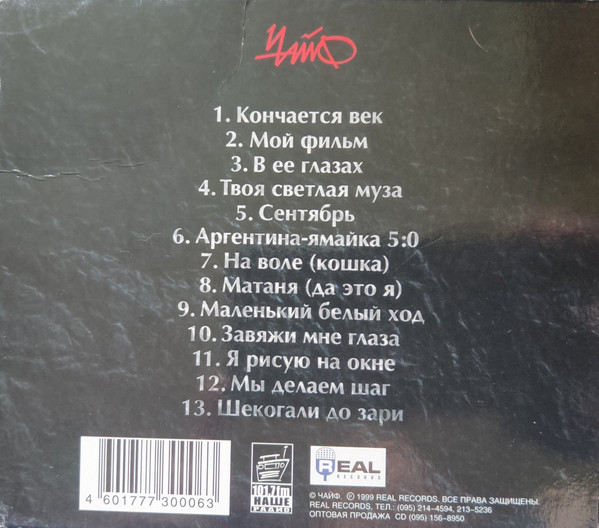 Чайф
1. Кончается век
2. Мой фильм
3. В ее глазах
4. Твоя светлая муза
5. Сентябрь
6. Аргентина-ямайка 5:0
7. На воле (кошка)
8. Матаня (да это я)
9. Маленький белый ход
10. Завяжи мне глаза
11. Я рисую на окне
12. Мы делаем шаг
13. Шекогали до зари
4 601777 300063
101,7fm
НАШЕ
РАДИО
REAL
RECORDS
© ЧАЙФ ℗ 1999 REAL RECORDS. ВСЕ ПРАВА ЗАЩИЩЕНЫ.
REAL RECORDS, ТЕЛ.: (095) 214-4594, 213-5236
ОПТОВАЯ ПРОДАЖА CD (095) 156-8950